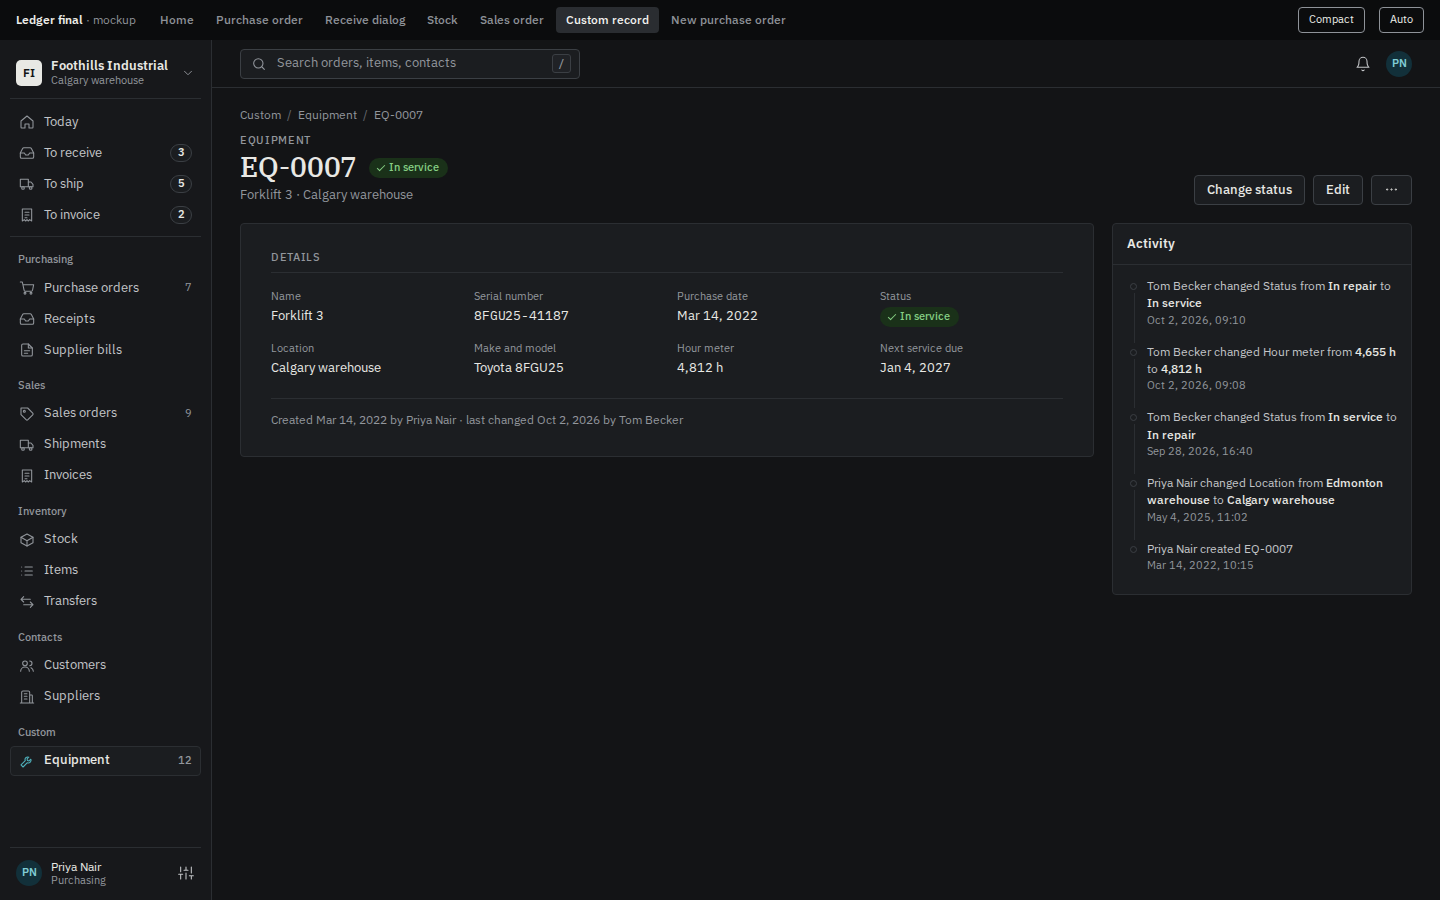 Ledger final · mockup
Home
Purchase order
Receive dialog
Stock
Sales order
Custom record
New purchase order
Compact
Auto
FI
Foothills Industrial
Calgary warehouse
Search orders, items, contacts
/
PN
Today
To receive 3
To ship 5
To invoice 2
Purchasing
Purchase orders 7
Receipts
Supplier bills
Sales
Sales orders 9
Shipments
Invoices
Inventory
Stock
Items
Transfers
Contacts
Customers
Suppliers
Custom
Equipment 12
PN
Priya Nair
Purchasing
Custom / Equipment / EQ-0007
EQUIPMENT
EQ-0007
In service
Forklift 3 · Calgary warehouse
Change status
Edit
···
DETAILS
Name
Forklift 3
Serial number
8FGU25-41187
Purchase date
Mar 14, 2022
Status
In service
Location
Calgary warehouse
Make and model
Toyota 8FGU25
Hour meter
4,812 h
Next service due
Jan 4, 2027
Created Mar 14, 2022 by Priya Nair · last changed Oct 2, 2026 by Tom Becker
Activity
Tom Becker changed Status from In repair to
In service
Oct 2, 2026, 09:10
Tom Becker changed Hour meter from 4,655 h
to 4,812 h
Oct 2, 2026, 09:08
Tom Becker changed Status from In service to
In repair
Sep 28, 2026, 16:40
Priya Nair changed Location from Edmonton
warehouse to Calgary warehouse
May 4, 2025, 11:02
Priya Nair created EQ-0007
Mar 14, 2022, 10:15